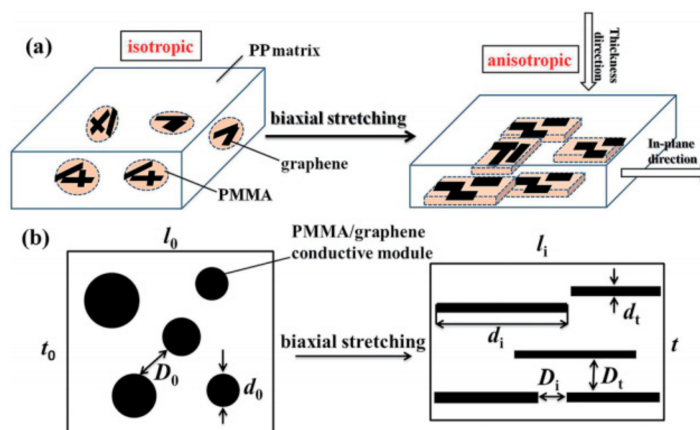 (a)
isotropic
PP matrix
biaxial stretching
graphene
PMMA
anisotropic
Thickness
direction
In-plane
direction
(b)
l0
PMMA/graphene
conductive module
t0
D0
d0
biaxial stretching
li
di
dt
Di
Dt
t